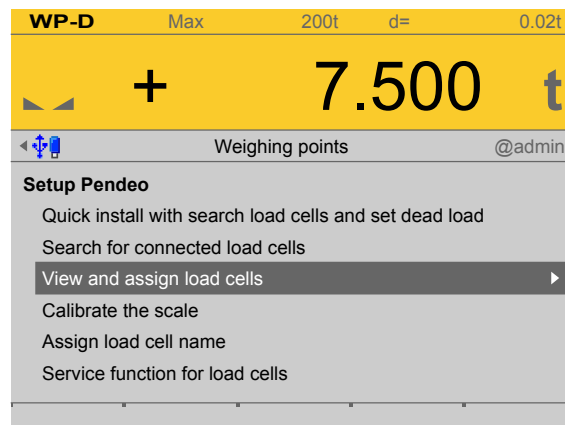 WP-D Max 200t d= 0.02t
+ 7.500 t
Weighing points @admin
Setup Pendeo
Quick install with search load cells and set dead load
Search for connected load cells
View and assign load cells
Calibrate the scale
Assign load cell name
Service function for load cells